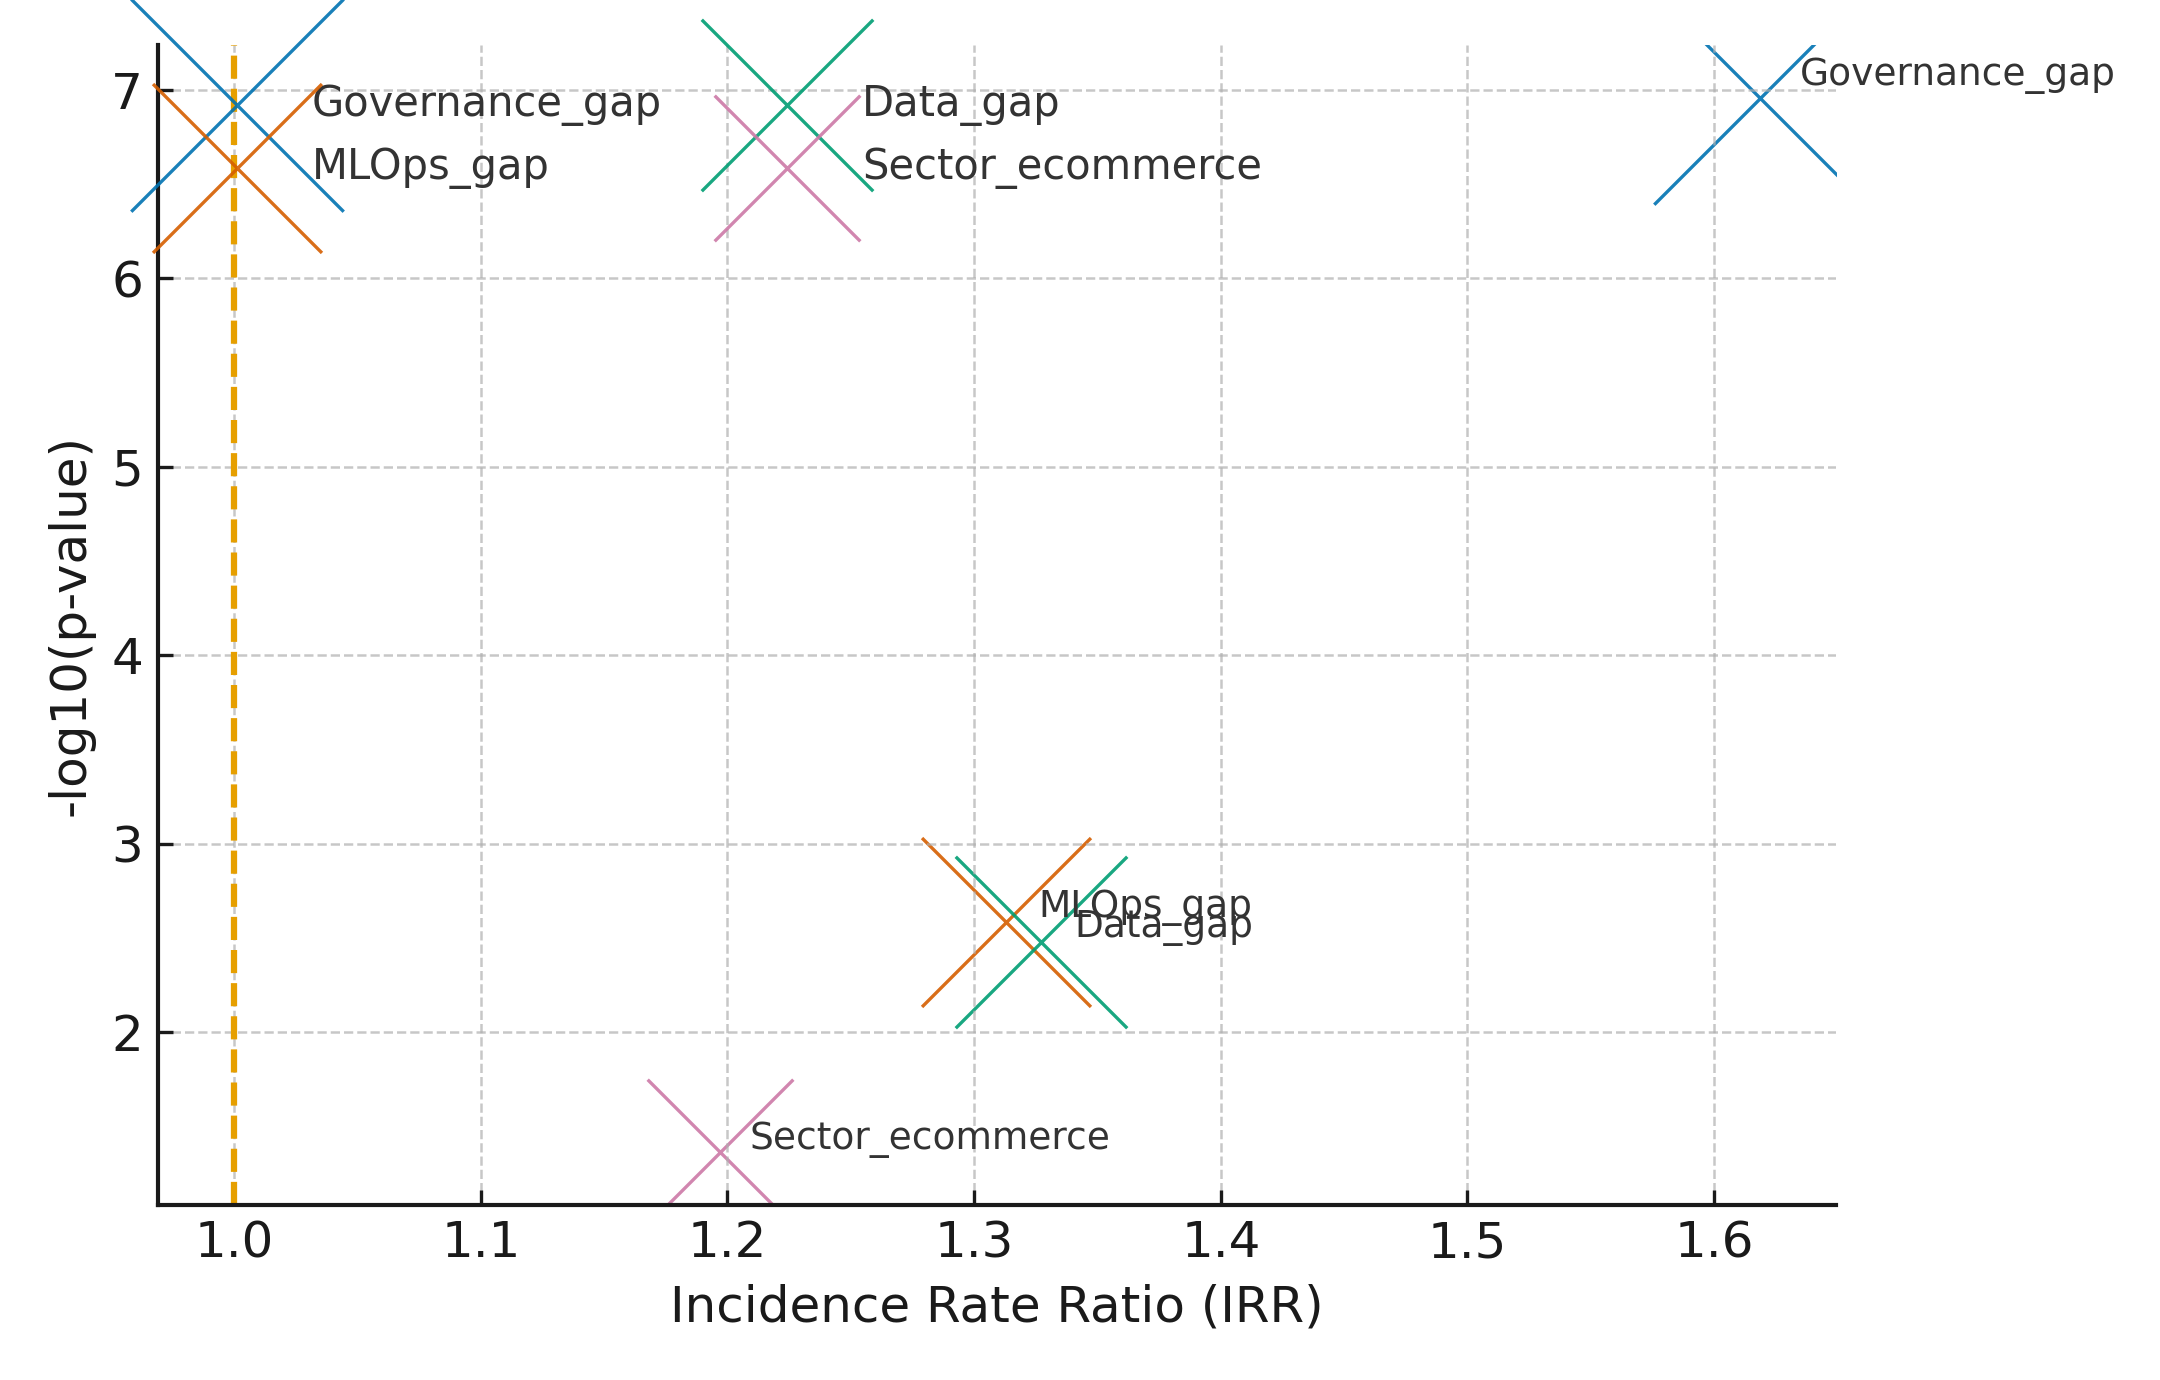 Governance_gap
Data_gap
Governance_gap
MLOps_gap
Sector_ecommerce
7
6
5
4
3
2
-log10(p-value)
MLOps_gap
Data_gap
Sector_ecommerce
1.0 1.1 1.2 1.3 1.4 1.5 1.6
Incidence Rate Ratio (IRR)